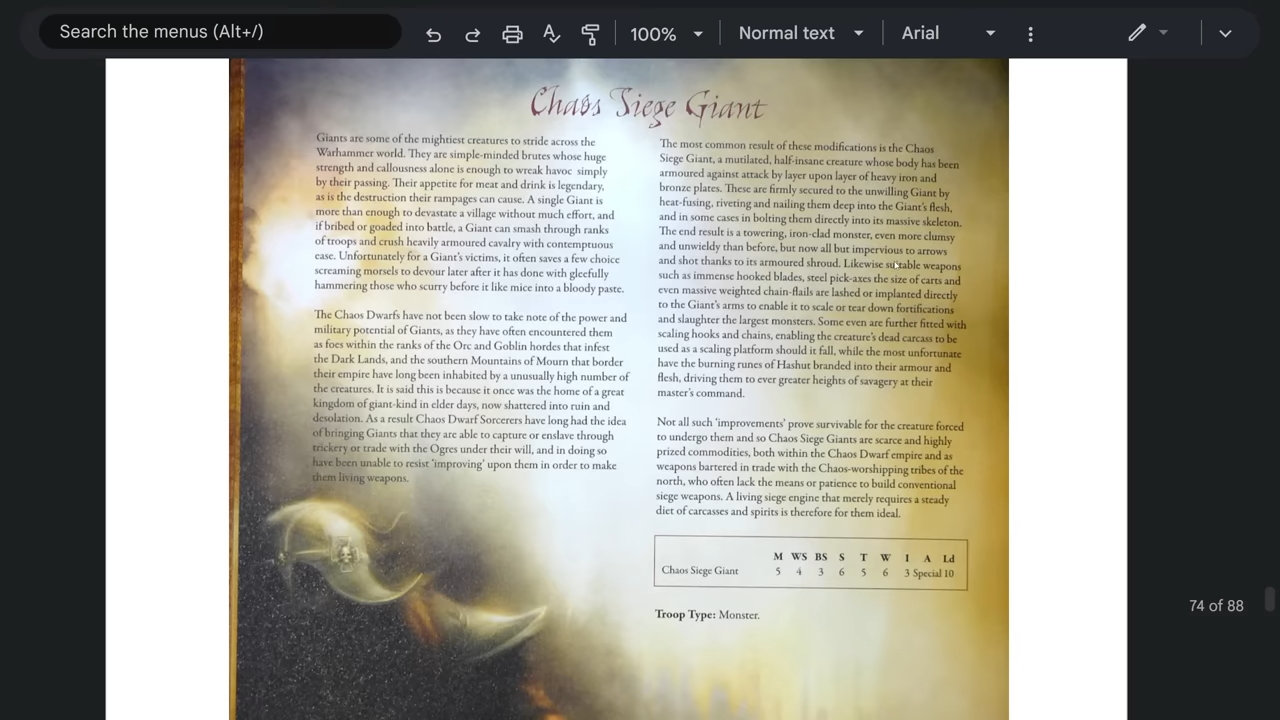 Search the menus (Alt+/)
100%
Normal text
Arial
Chaos Siege Giant
Giants are some of the mightiest creatures to stride across the
Warhammer world. They are simple-minded brutes whose huge
strength and callousness alone is enough to wreak havoc simply
by their passing. Their appetite for meat and drink is legendary,
as is the destruction their rampages can cause. A single Giant is
more than enough to devastate a village without much effort, and
if bribed or goaded into battle, a Giant can smash through ranks
of troops and crush heavily armoured cavalry with contemptuous
ease. Unfortunately for a Giant's victims, it often saves a few choice
screaming morsels to devour later after it has done with gleefully
hammering those who scurry before it like mice into a bloody paste.
The Chaos Dwarfs have not been slow to take note of the power and
military potential of Giants, as they have often encountered them
as foes within the ranks of the Orc and Goblin hordes that infest
the Dark Lands, and the southern Mountains of Mourn that border
their empire have long been inhabited by a unusually high number of
the creatures. It is said this is because it once was the home of a great
kingdom of giant-kind in elder days, now shattered into ruin and
desolation. As a result Chaos Dwarf Sorcerers have long had the idea
of bringing Giants that they are able to capture or enslave through
trickery or trade with the Ogres under their will, and in doing so
have been unable to resist 'improving' upon them in order to make
them living weapons.
The most common result of these modifications is the Chaos
Siege Giant, a mutilated, half-insane creature whose body has been
armoured against attack by layer upon layer of heavy iron and
bronze plates. These are firmly secured to the unwilling Giant by
heat-fusing, riveting and nailing them deep into the Giant's flesh,
and in some cases in bolting them directly into its massive skeleton.
The end result is a towering, iron-clad monster, even more clumsy
and unwieldy than before, but now all but impervious to arrows
and shot thanks to its armoured shroud. Likewise suitable weapons
such as immense hooked blades, steel pick-axes the size of carts and
even massive weighted chain-flails are lashed or implanted directly
to the Giant's arms to enable it to scale or tear down fortifications
and slaughter the largest monsters. Some even are further fitted with
scaling hooks and chains, enabling the creature's dead carcass to be
used as a scaling platform should it fall, while the most unfortunate
have the burning runes of Hashut branded into their armour and
flesh, driving them to ever greater heights of savagery at their
master's command.
Not all such 'improvements' prove survivable for the creature forced
to undergo them and so Chaos Siege Giants are scarce and highly
prized commodities, both within the Chaos Dwarf empire and as
weapons bartered in trade with the Chaos-worshipping tribes of the
north, who often lack the means or patience to build conventional
siege weapons. A living siege engine that merely requires a steady
diet of carcasses and spirits is therefore for them ideal.
M WS BS S T W I A Ld
Chaos Siege Giant 5 4 3 6 5 6 3 Special 10
Troop Type: Monster.
74 of 88